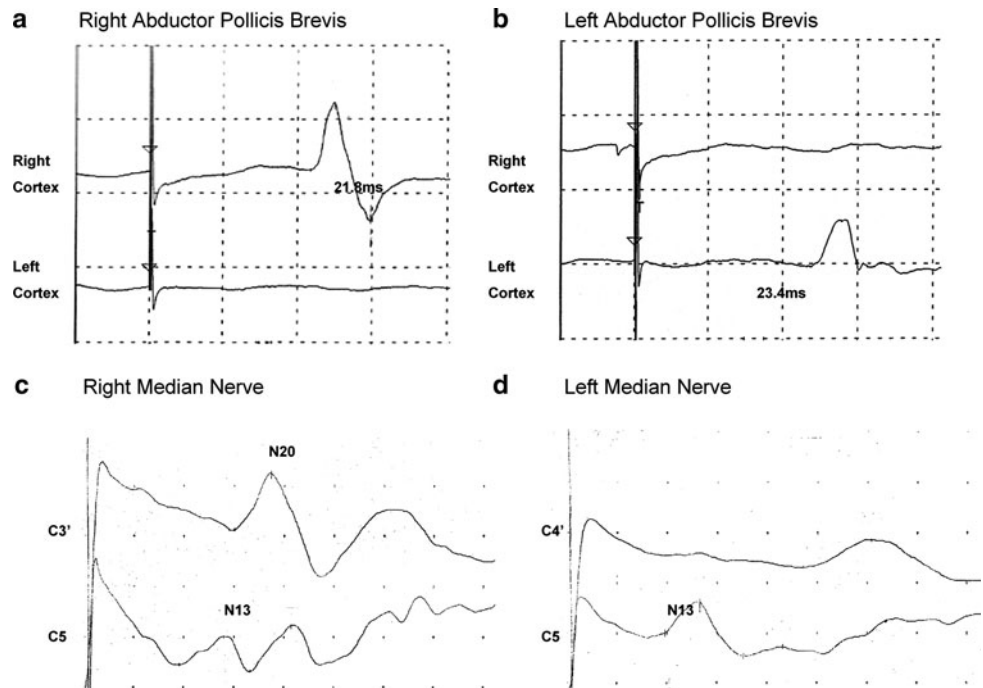 a Right Abductor Pollicis Brevis
Right
Cortex
21.8ms
Left
Cortex
b Left Abductor Pollicis Brevis
Right
Cortex
Left
Cortex
23.4ms
c Right Median Nerve
N20
C3'
N13
C5
d Left Median Nerve
C4'
N13
C5